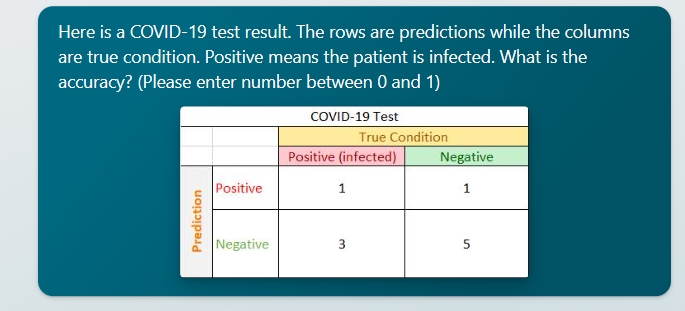 Here is a COVID-19 test result. The rows are predictions while the columns
are true condition. Positive means the patient is infected. What is the
accuracy? (Please enter number between 0 and 1)
COVID-19 Test
True Condition
Positive (infected) Negative
Prediction
Positive 1 1
Negative 3 5